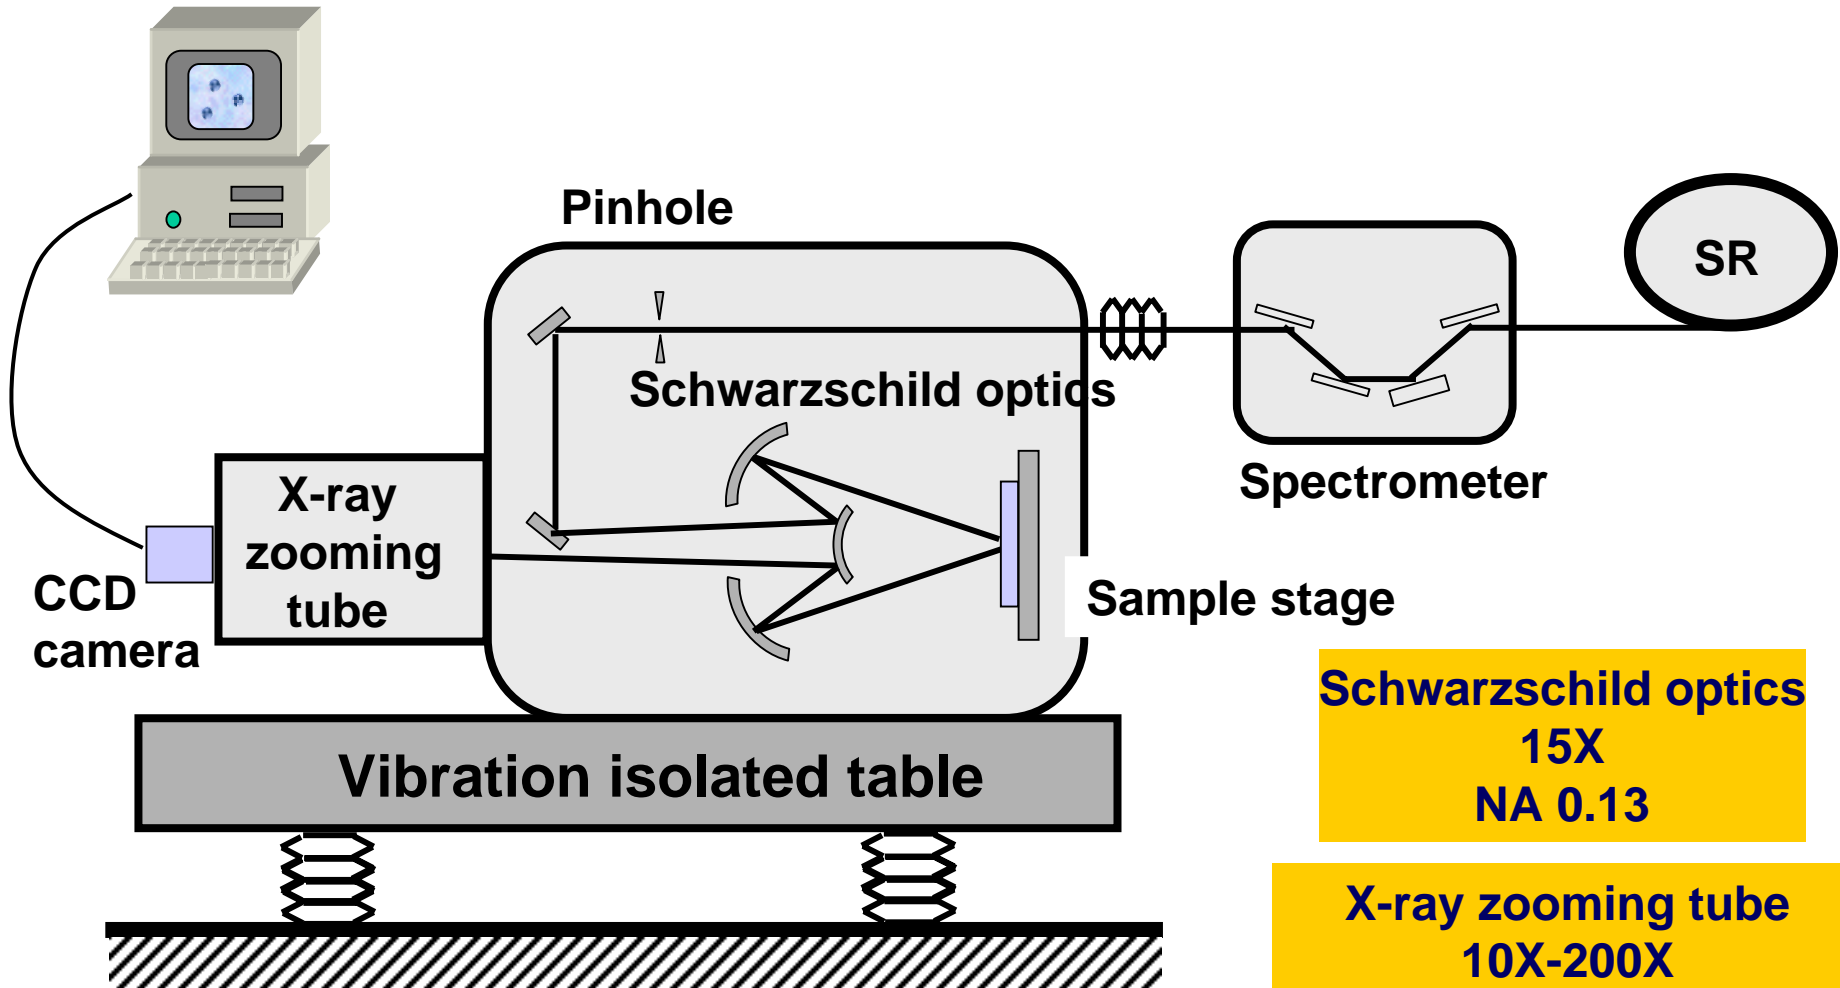 Pinhole
SR
Schwarzschild optics
Spectrometer
X-ray
zooming
tube
CCD
camera
Sample stage
Vibration isolated table
Schwarzschild optics
15X
NA 0.13
X-ray zooming tube
10X-200X